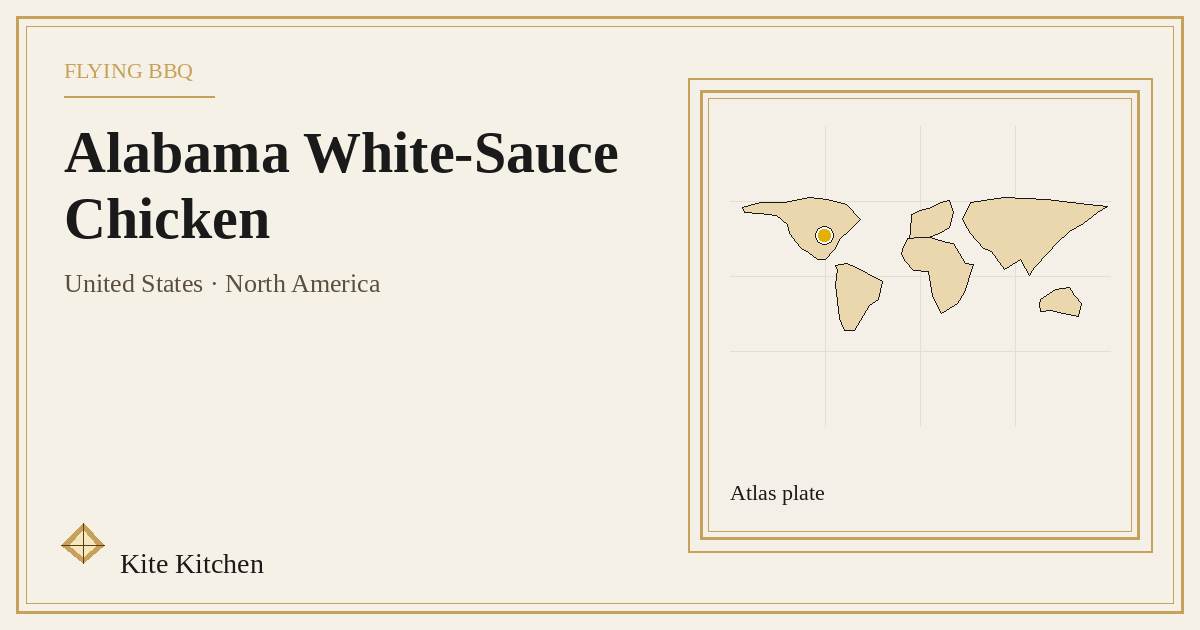 FLYING BBQ
Alabama White-Sauce
Chicken
United States · North America
Atlas plate
Kite Kitchen